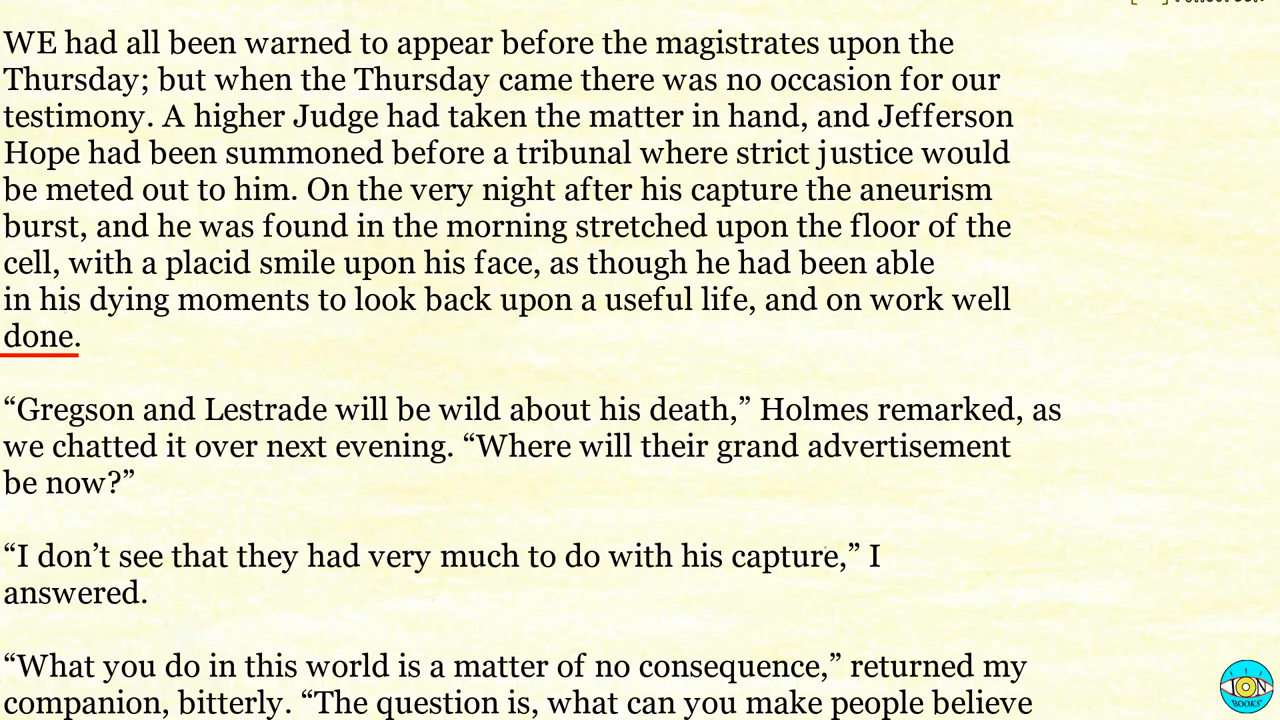 WE had all been warned to appear before the magistrates upon the
Thursday; but when the Thursday came there was no occasion for our
testimony. A higher Judge had taken the matter in hand, and Jefferson
Hope had been summoned before a tribunal where strict justice would
be meted out to him. On the very night after his capture the aneurism
burst, and he was found in the morning stretched upon the floor of the
cell, with a placid smile upon his face, as though he had been able
in his dying moments to look back upon a useful life, and on work well
done.
“Gregson and Lestrade will be wild about his death,” Holmes remarked, as
we chatted it over next evening. “Where will their grand advertisement
be now?”
“I don’t see that they had very much to do with his capture,” I
answered.
“What you do in this world is a matter of no consequence,” returned my
companion, bitterly. “The question is, what can you make people believe
ION
BOOKS